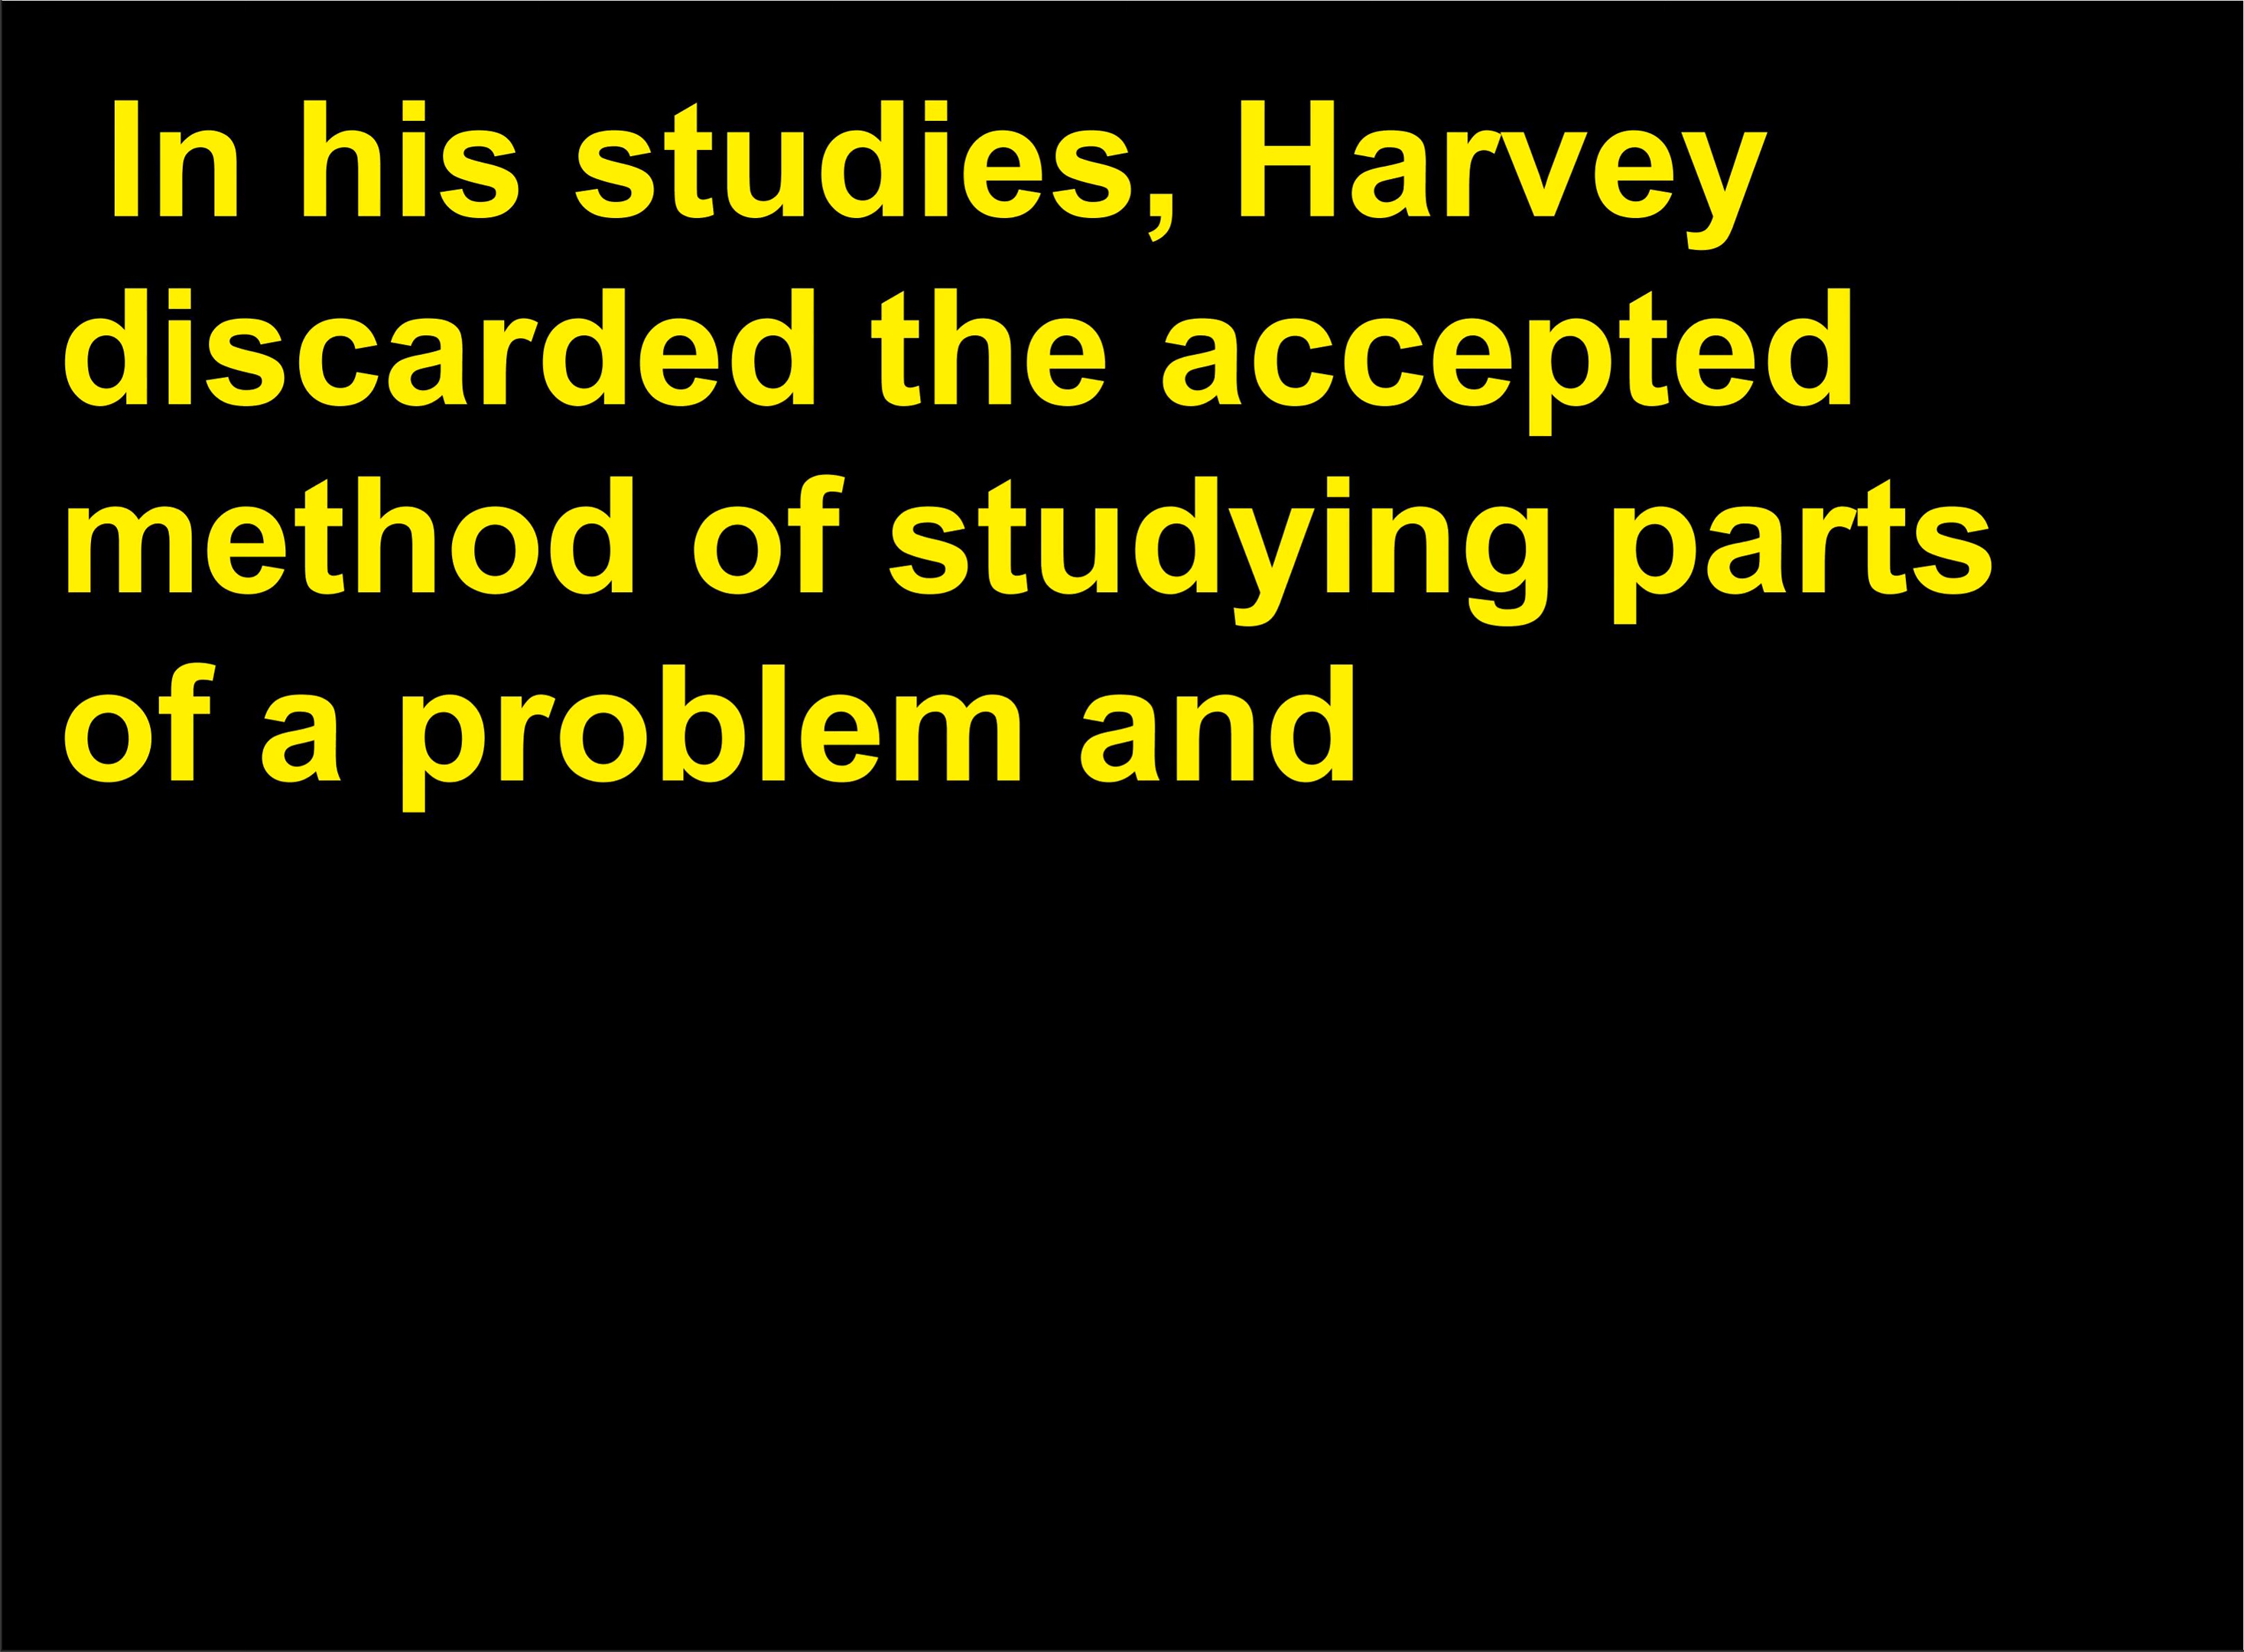 In his studies, Harvey
discarded the accepted
method of studying parts
of a problem and